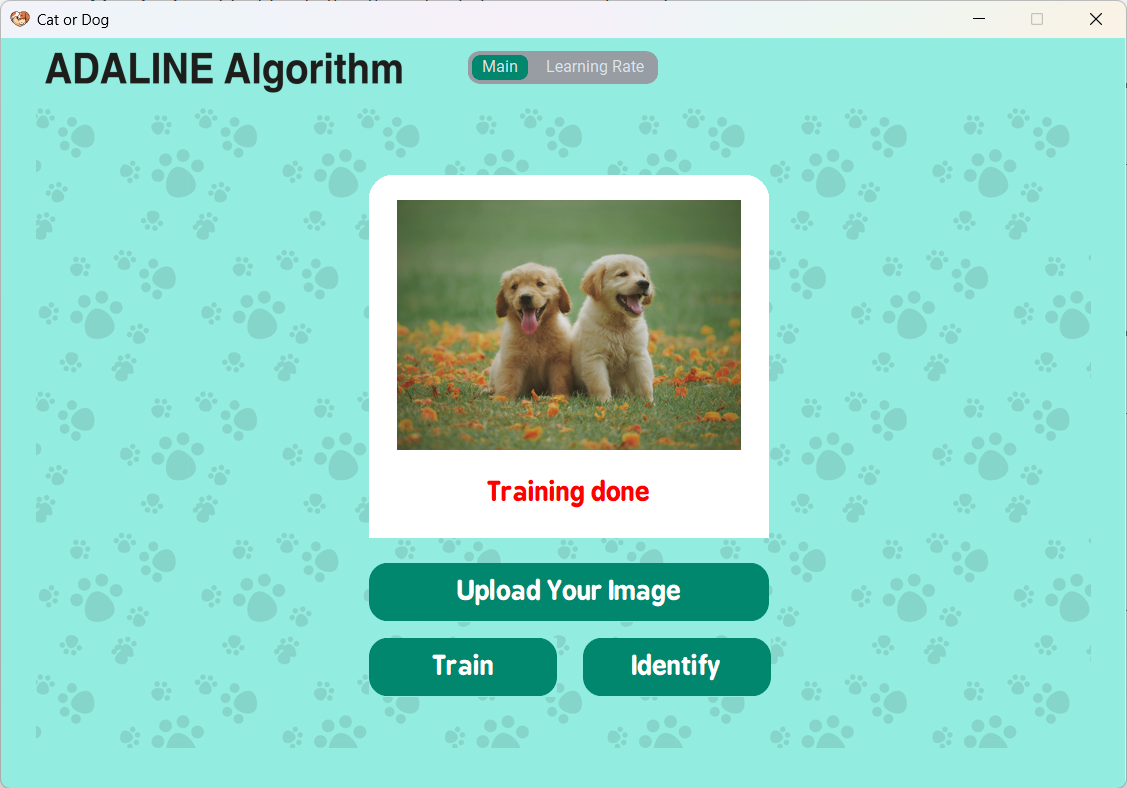 Cat or Dog
ADALINE Algorithm
Main
Learning Rate
Training done
Upload Your Image
Train
Identify